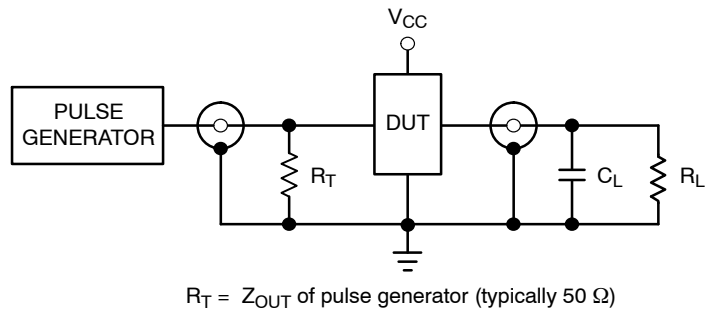 VCC
PULSE
GENERATOR
DUT
RT
CL
RL
RT = ZOUT of pulse generator (typically 50 Ω)